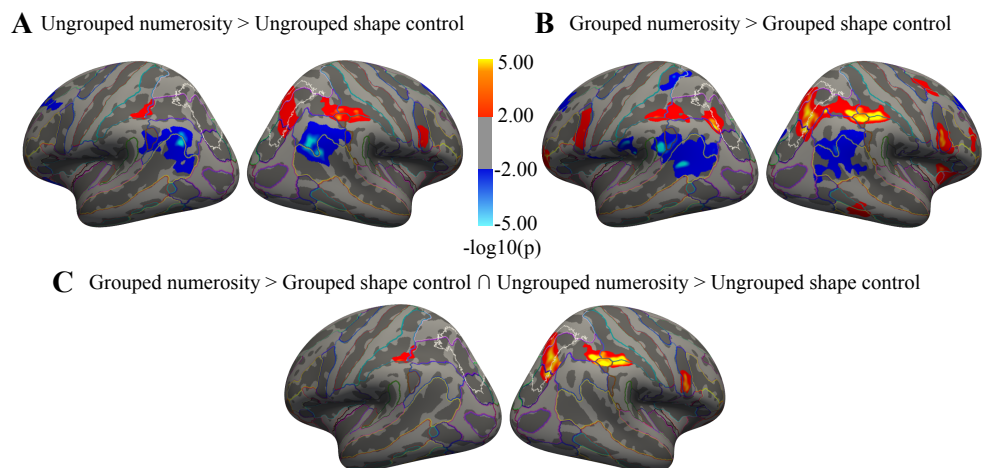 A Ungrouped numerosity > Ungrouped shape control
B Grouped numerosity > Grouped shape control
5.00
2.00
-2.00
-5.00
-log10(p)
C Grouped numerosity > Grouped shape control ∩ Ungrouped numerosity > Ungrouped shape control